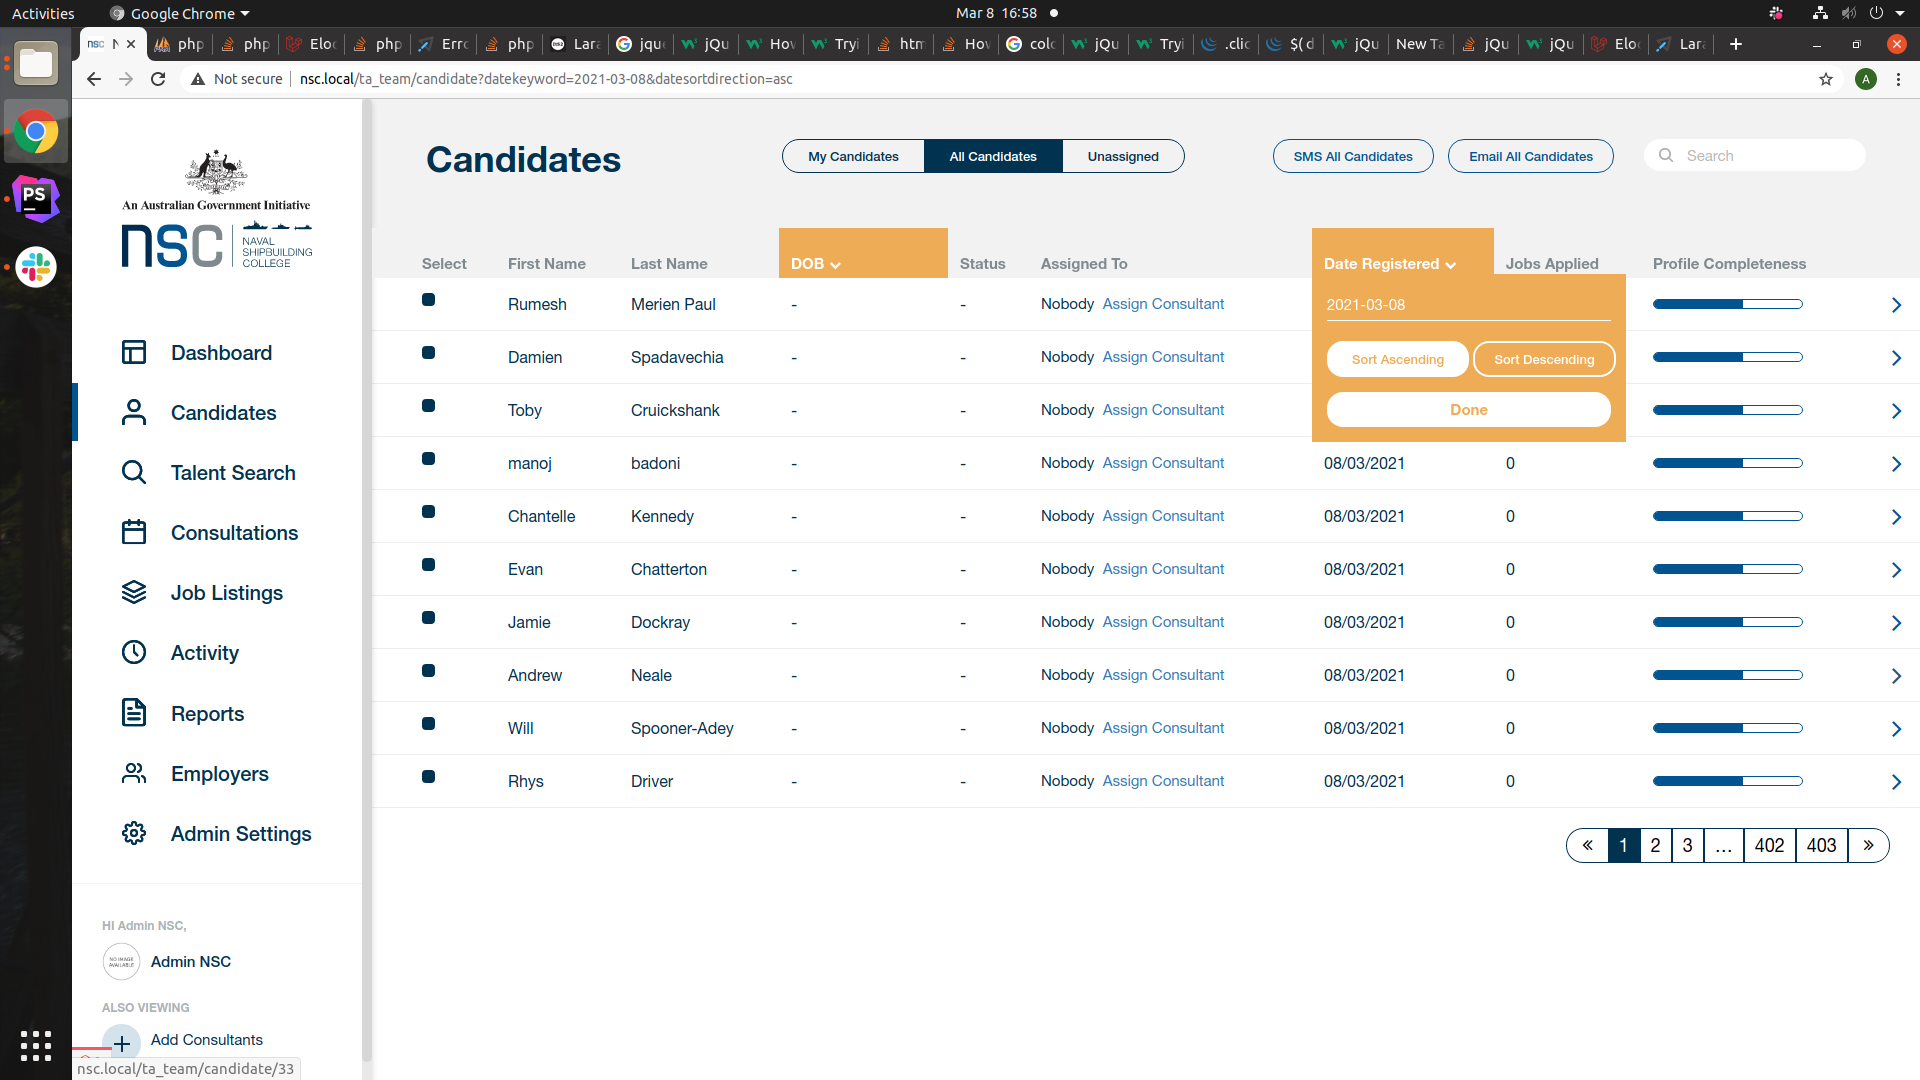 Activities Google Chrome Mar 8 16:58
nsc N php php Eloc php Erro php Lara jque jQu Hov Tryi htm Hov colo jQu Tryi .clic $( d jQu New Ta jQu jQu Eloc Lara
Not secure nsc.local/ta_team/candidate?datekeyword=2021-03-08&datesortdirection=asc A
PS
An Australian Government Initiative
nsc NAVAL
SHIPBUILDING
COLLEGE
Dashboard
Candidates
Talent Search
Consultations
Job Listings
Activity
Reports
Employers
Admin Settings
HI Admin NSC,
NO IMAGE
AVAILABLE
Admin NSC
ALSO VIEWING
Add Consultants
nsc.local/ta_team/candidate/33
Candidates
My Candidates All Candidates Unassigned
SMS All Candidates Email All Candidates Search
Select First Name Last Name DOB Status Assigned To Date Registered Jobs Applied Profile Completeness
Rumesh Merien Paul - - Nobody Assign Consultant
2021-03-08
Damien Spadavechia - - Nobody Assign Consultant
Sort Ascending Sort Descending
Toby Cruickshank - - Nobody Assign Consultant
Done
manoj badoni - - Nobody Assign Consultant 08/03/2021 0
Chantelle Kennedy - - Nobody Assign Consultant 08/03/2021 0
Evan Chatterton - - Nobody Assign Consultant 08/03/2021 0
Jamie Dockray - - Nobody Assign Consultant 08/03/2021 0
Andrew Neale - - Nobody Assign Consultant 08/03/2021 0
Will Spooner-Adey - - Nobody Assign Consultant 08/03/2021 0
Rhys Driver - - Nobody Assign Consultant 08/03/2021 0
« 1 2 3 ... 402 403 »